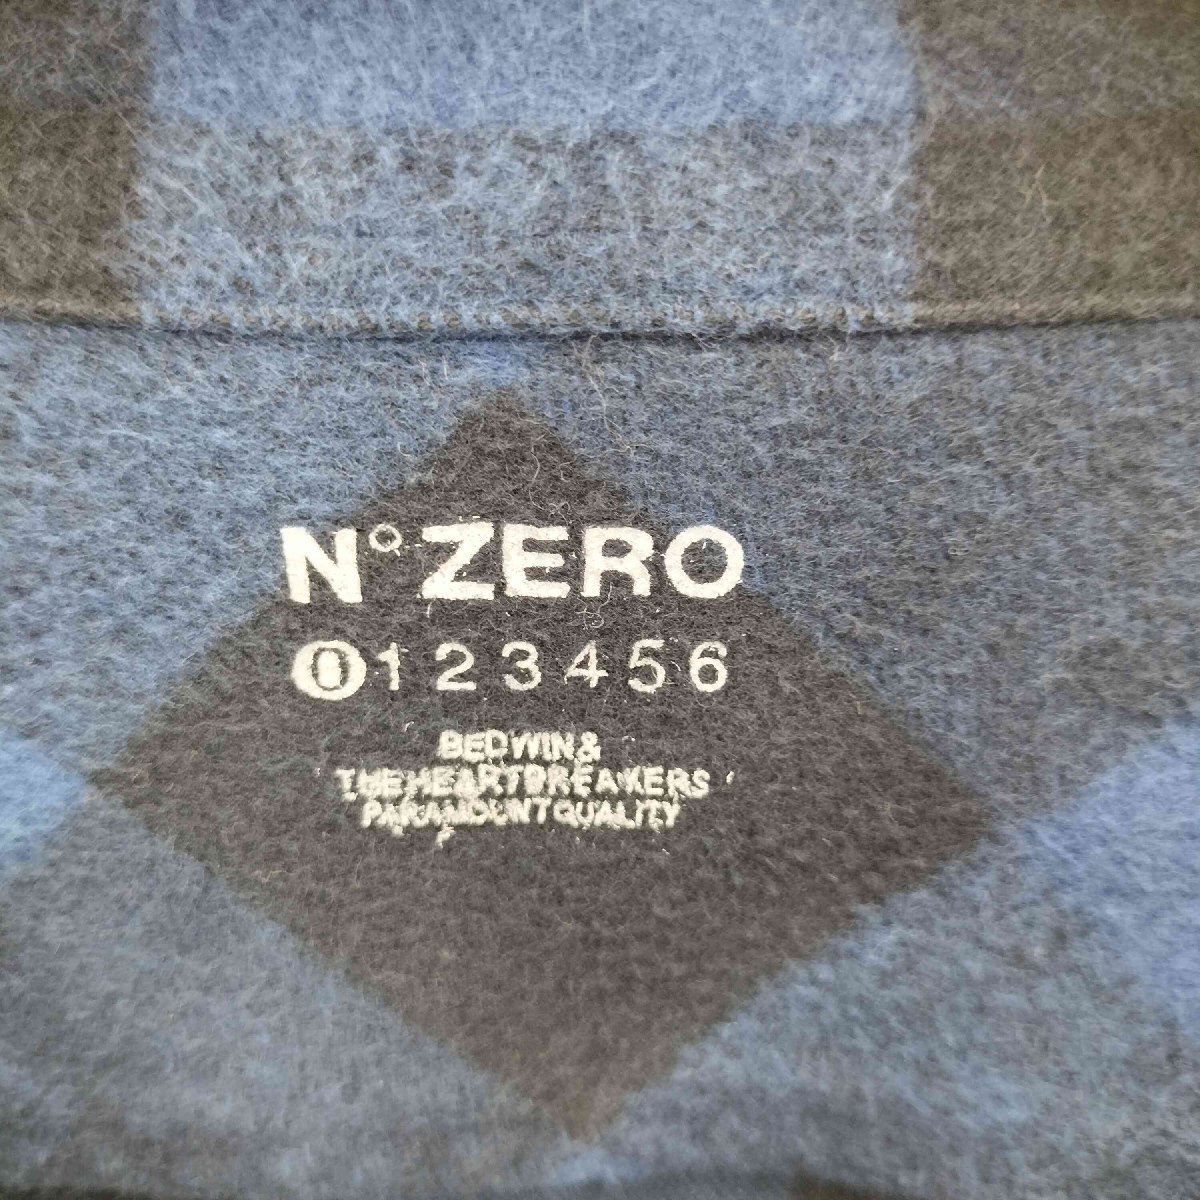 N° ZERO
0 1 2 3 4 5 6
BEDWIN &
THE HEARTBREAKERS
PARAMOUNT QUALITY